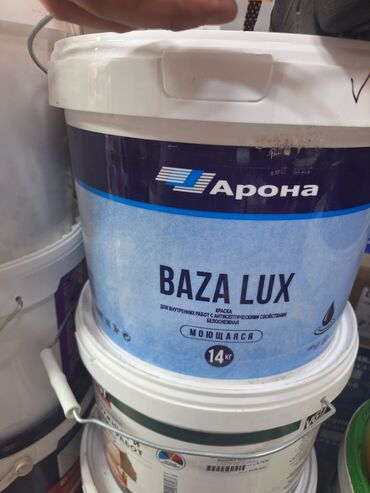 Арона
BAZA LUX
КРАСКА
ДЛЯ ВНУТРЕННИХ РАБОТ С АНТИСЕПТИЧЕСКИМИ СВОЙСТВАМИ
БЕЛОСНЕЖНАЯ
МОЮЩАЯСЯ
14 кг